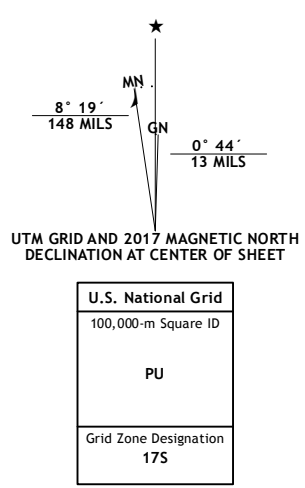 ★
MN
8° 19´
148 MILS
GN
0° 44´
13 MILS
UTM GRID AND 2017 MAGNETIC NORTH
DECLINATION AT CENTER OF SHEET
U.S. National Grid
100,000-m Square ID
PU
Grid Zone Designation
17S